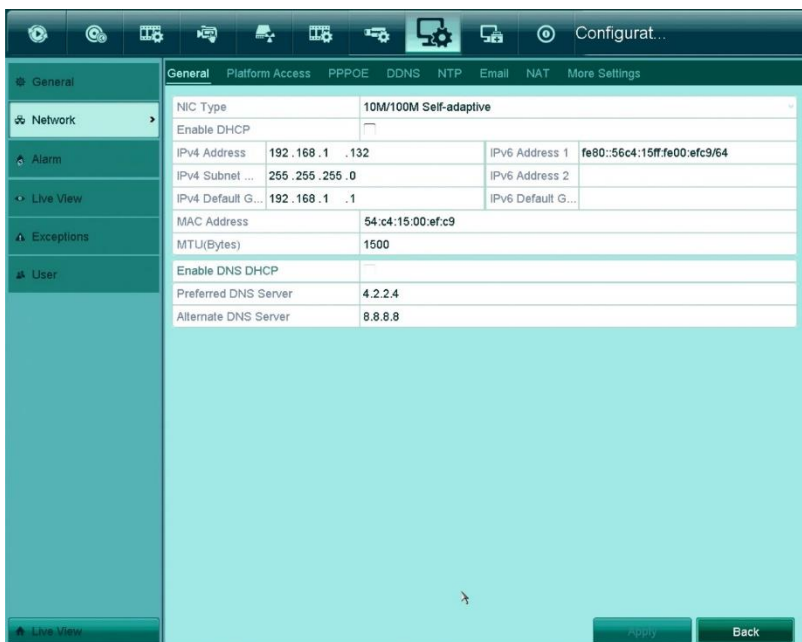 Configurat...
General Platform Access PPPOE DDNS NTP Email NAT More Settings
General
Network
Alarm
Live View
Exceptions
User
NIC Type 10M/100M Self-adaptive
Enable DHCP
IPv4 Address 192.168.1 .132 IPv6 Address 1 fe80::56c4:15ff:fe00:efc9/64
IPv4 Subnet ... 255.255.255.0 IPv6 Address 2
IPv4 Default G... 192.168.1 .1 IPv6 Default G...
MAC Address 54:c4:15:00:ef:c9
MTU(Bytes) 1500
Enable DNS DHCP
Preferred DNS Server 4.2.2.4
Alternate DNS Server 8.8.8.8
Live View Apply Back